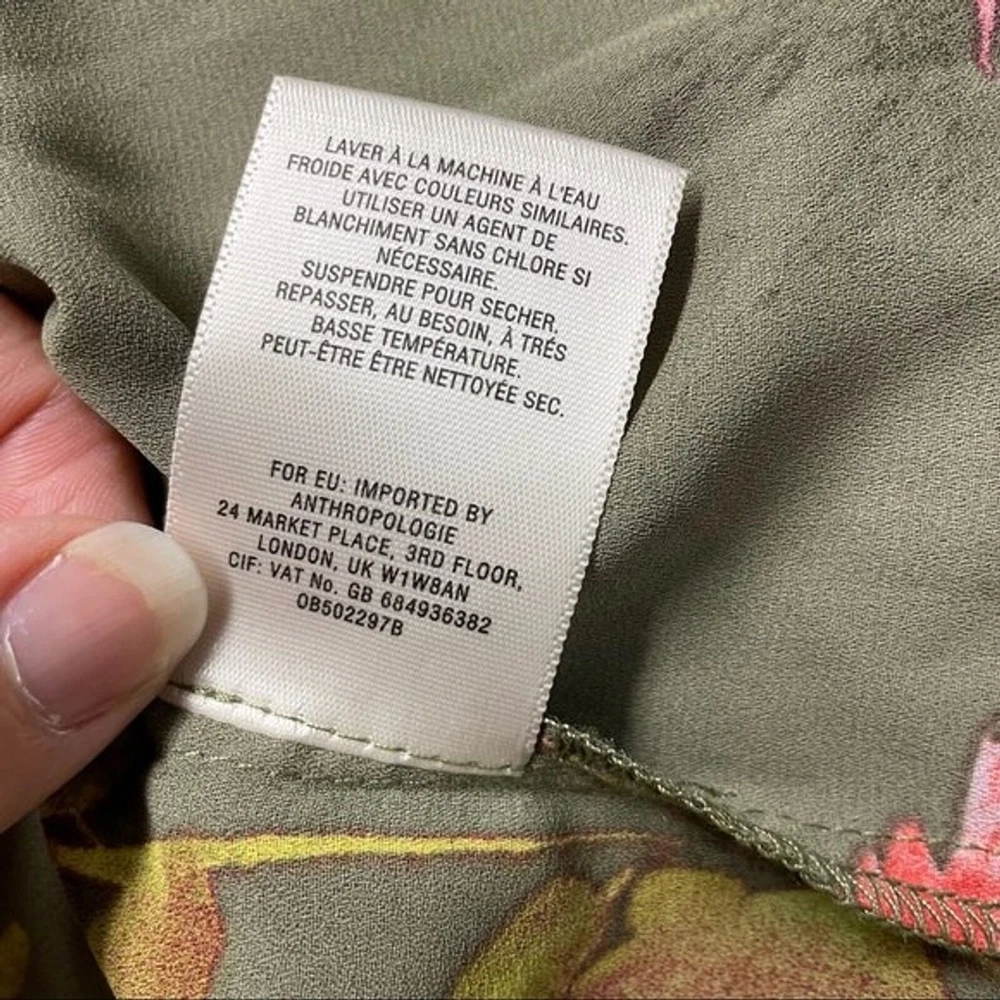 LAVER À LA MACHINE À L'EAU
FROIDE AVEC COULEURS SIMILAIRES.
UTILISER UN AGENT DE
BLANCHIMENT SANS CHLORE SI
NÉCESSAIRE.
SUSPENDRE POUR SECHER.
REPASSER, AU BESOIN, À TRÉS
BASSE TEMPÉRATURE.
PEUT-ÊTRE ÊTRE NETTOYÉE SEC.
FOR EU: IMPORTED BY
ANTHROPOLOGIE
24 MARKET PLACE, 3RD FLOOR,
LONDON, UK W1W8AN
CIF: VAT No. GB 684936382
OB502297B